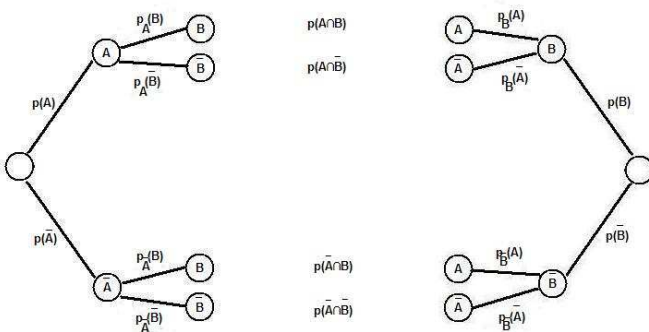 p_A(B)
B
p(A∩B)
A
p_B(A)
A
B
p_A(B̄)
B̄
p(A∩B̄)
Ā
p_B(Ā)
p(A)
p(B)
p(Ā)
p(B̄)
p_Ā(B)
B
p(Ā∩B)
A
p_B̄(A)
Ā
B̄
p_Ā(B̄)
B̄
p(Ā∩B̄)
Ā
p_B̄(Ā)